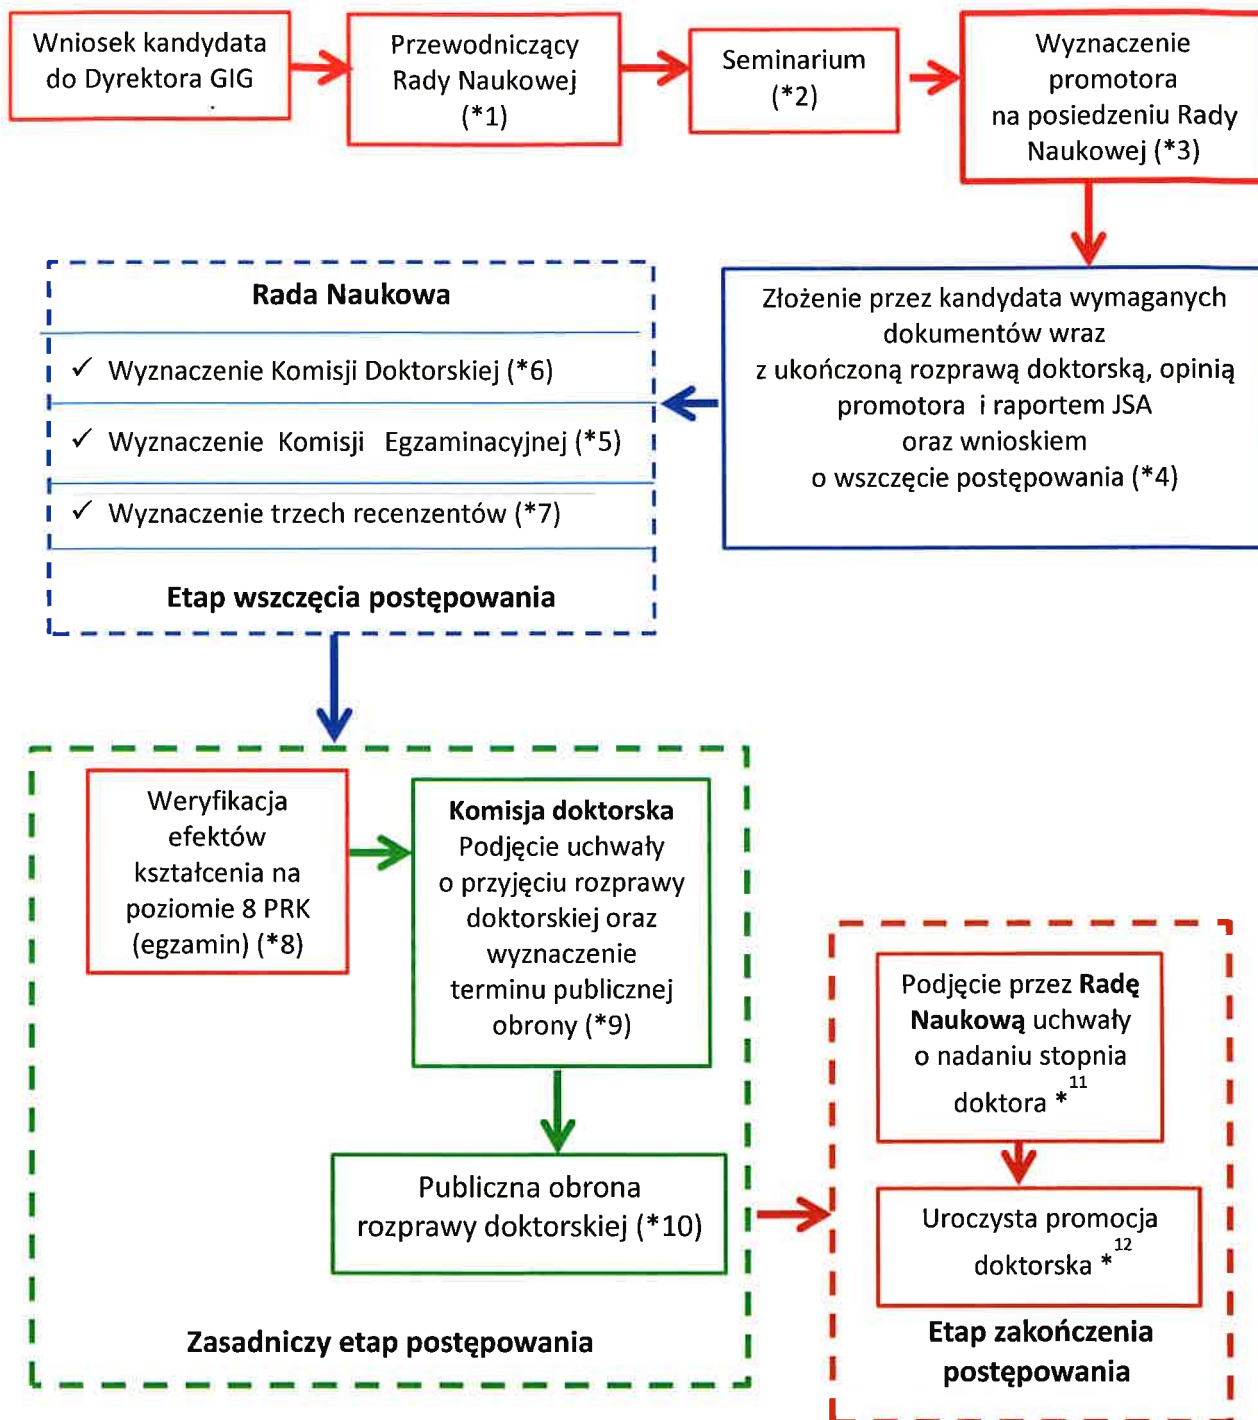 Wniosek kandydata
do Dyrektora GIG
Przewodniczący
Rady Naukowej
(*1)
Seminarium
(*2)
Wyznaczenie
promotora
na posiedzeniu Rady
Naukowej (*3)
Złożenie przez kandydata wymaganych
dokumentów wraz
z ukończoną rozprawą doktorską, opinią
promotora i raportem JSA
oraz wnioskiem
o wszczęcie postępowania (*4)
Rada Naukowa
✓ Wyznaczenie Komisji Doktorskiej (*6)
✓ Wyznaczenie Komisji Egzaminacyjnej (*5)
✓ Wyznaczenie trzech recenzentów (*7)
Etap wszczęcia postępowania
Weryfikacja
efektów
kształcenia na
poziomie 8 PRK
(egzamin) (*8)
Komisja doktorska
Podjęcie uchwały
o przyjęciu rozprawy
doktorskiej oraz
wyznaczenie
terminu publicznej
obrony (*9)
Publiczna obrona
rozprawy doktorskiej (*10)
Zasadniczy etap postępowania
Podjęcie przez Radę
Naukową uchwały
o nadaniu stopnia
doktora *11
Uroczysta promocja
doktorska *12
Etap zakończenia
postępowania